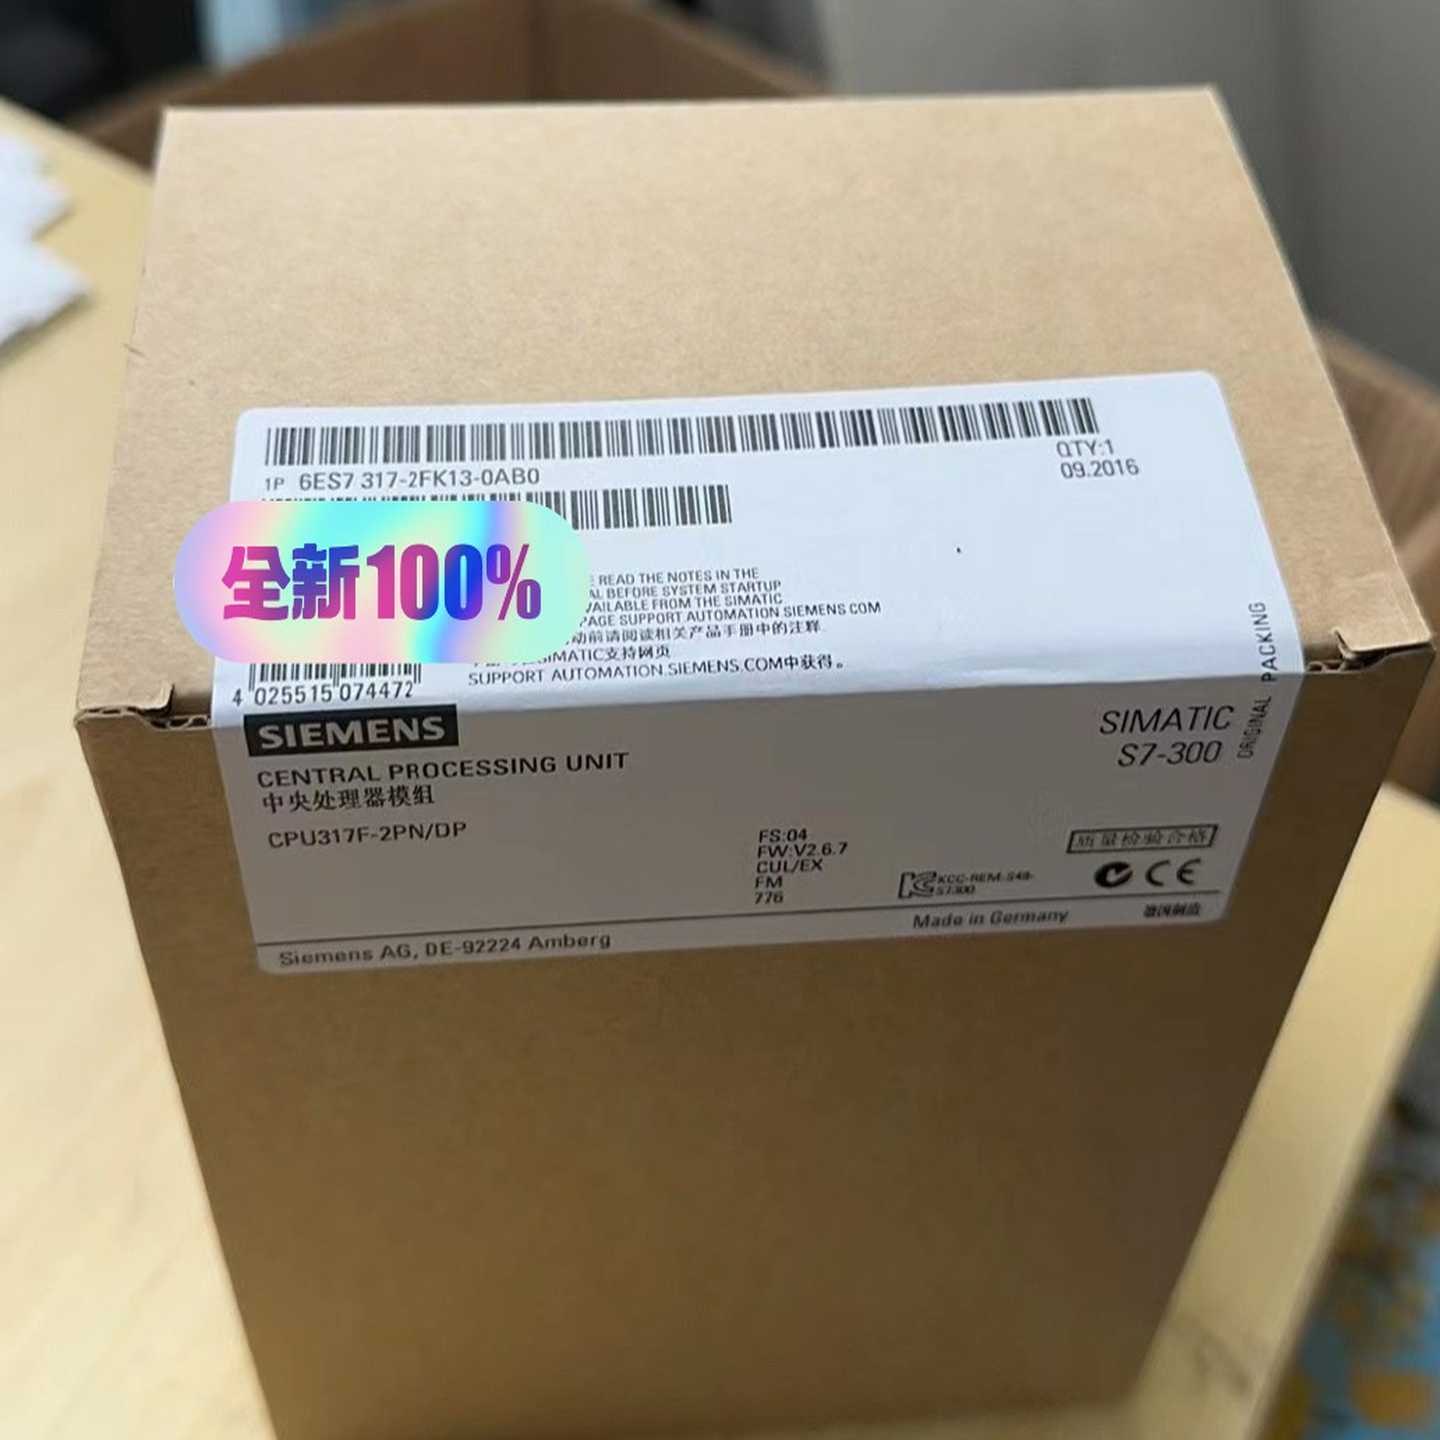 1P 6ES7 317-2FK13-0AB0
QTY:1
09.2016
全新100%
READ THE NOTES IN THE
BEFORE SYSTEM STARTUP
FROM THE SIMATIC
SUPPORT.AUTOMATION.SIEMENS.COM
动前请阅读相关产品手册中的注释
SIMATIC支持网页
SUPPORT AUTOMATION.SIEMENS.COM中获得。
4 025515 074472
ORIGINAL PACKING
SIEMENS
SIMATIC
S7-300
CENTRAL PROCESSING UNIT
中央处理器模组
CPU317F-2PN/DP
FS:04
FW:V2.6.7
CUL/EX
FM
776
KCC-REM-S49-
S7300
质量检验合格
CE
Made in Germany
德国制造
Siemens AG, DE-92224 Amberg